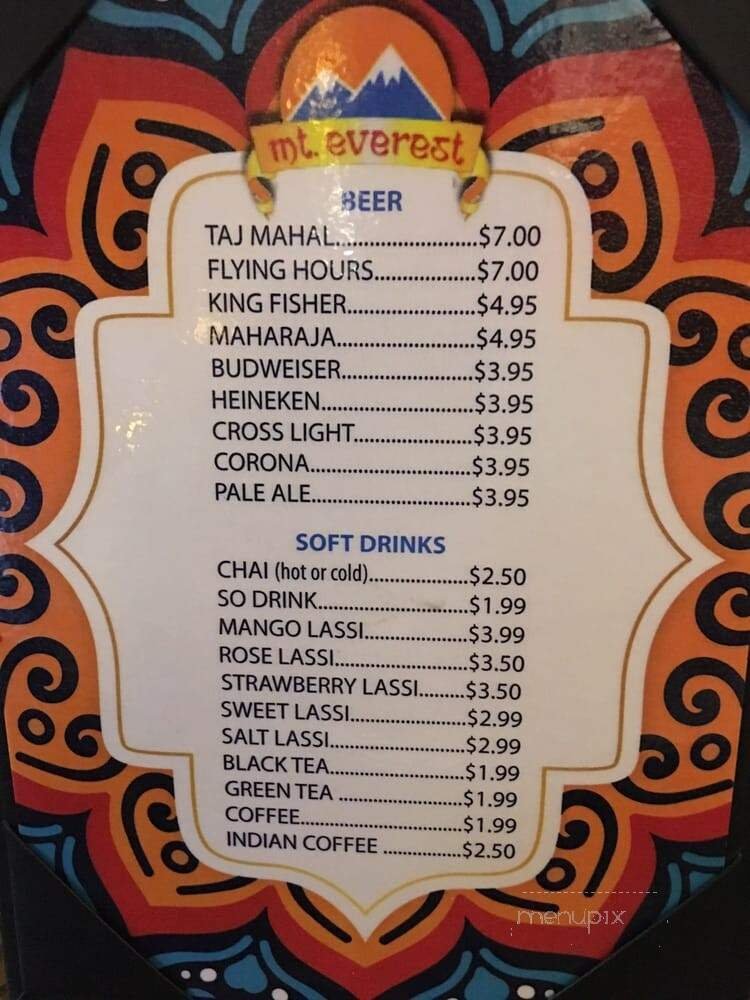 mt. everest
BEER
TAJ MAHAL..........................$7.00
FLYING HOURS...................$7.00
KING FISHER........................$4.95
MAHARAJA..........................$4.95
BUDWEISER.........................$3.95
HEINEKEN.............................$3.95
CROSS LIGHT.......................$3.95
CORONA...............................$3.95
PALE ALE...............................$3.95
SOFT DRINKS
CHAI (hot or cold)...................$2.50
SO DRINK.............................$1.99
MANGO LASSI....................$3.99
ROSE LASSI..........................$3.50
STRAWBERRY LASSI.........$3.50
SWEET LASSI.......................$2.99
SALT LASSI...........................$2.99
BLACK TEA...........................$1.99
GREEN TEA .........................$1.99
COFFEE.................................$1.99
INDIAN COFFEE ................$2.50
menupix